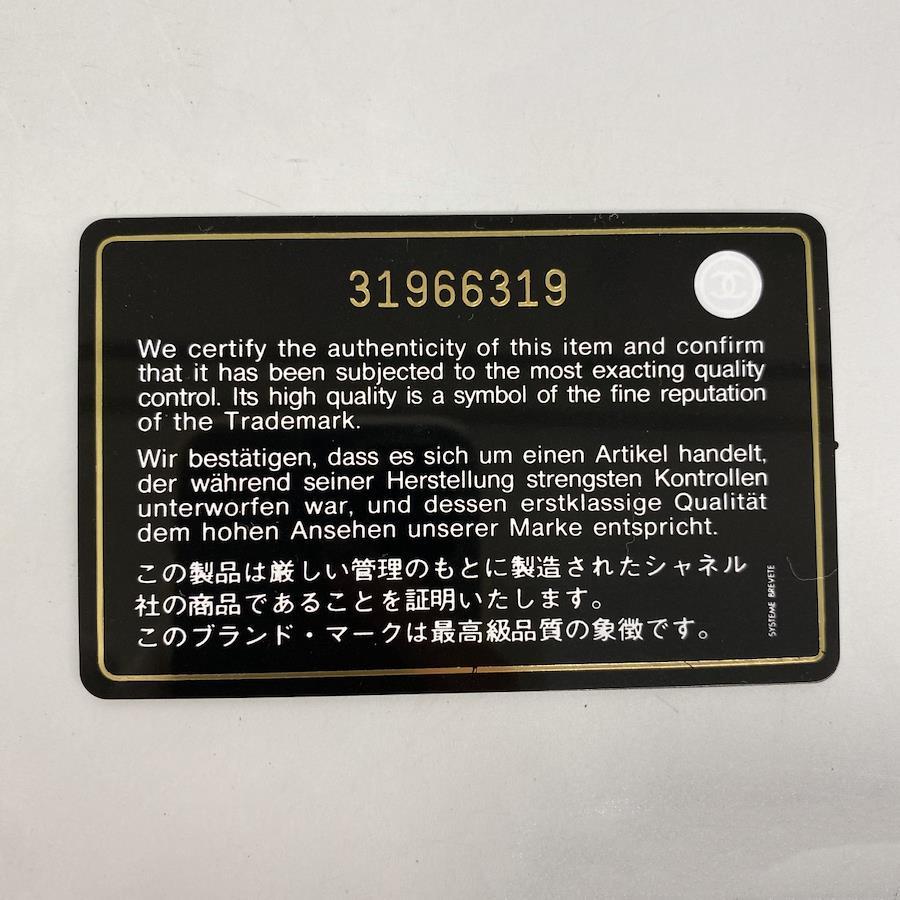 31966319
We certify the authenticity of this item and confirm
that it has been subjected to the most exacting quality
control. Its high quality is a symbol of the fine reputation
of the Trademark.
Wir bestätigen, dass es sich um einen Artikel handelt,
der während seiner Herstellung strengsten Kontrollen
unterworfen war, und dessen erstklassige Qualität
dem hohen Ansehen unserer Marke entspricht.
この製品は厳しい管理のもとに製造されたシャネル
社の商品であることを証明いたします。
このブランド・マークは最高級品質の象徴です。
SYSTEME BREVETE